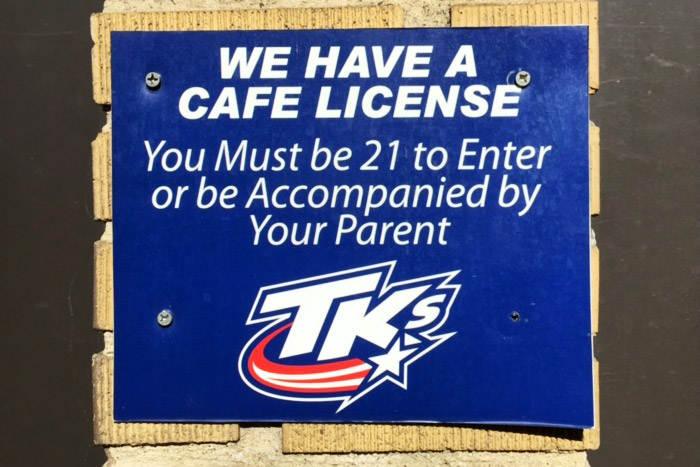 WE HAVE A
CAFE LICENSE
You Must be 21 to Enter
or be Accompanied by
Your Parent
TKs